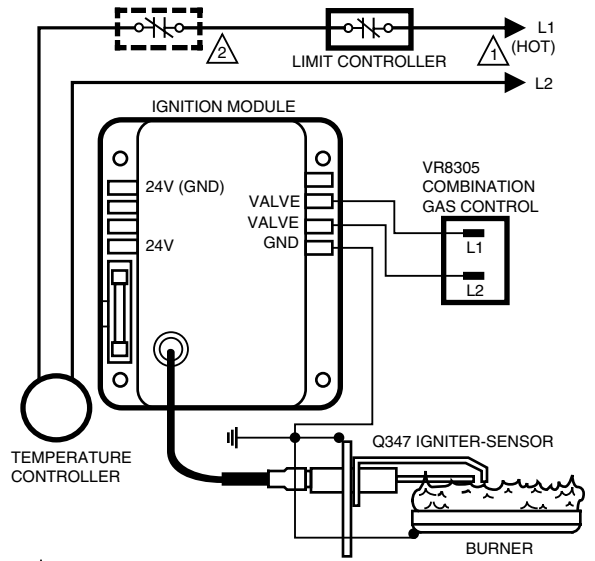 L1
(HOT)
2
1
LIMIT CONTROLLER
L2
IGNITION MODULE
24V (GND)
24V
VALVE
VALVE
GND
VR8305
COMBINATION
GAS CONTROL
L1
L2
TEMPERATURE
CONTROLLER
Q347 IGNITER-SENSOR
BURNER